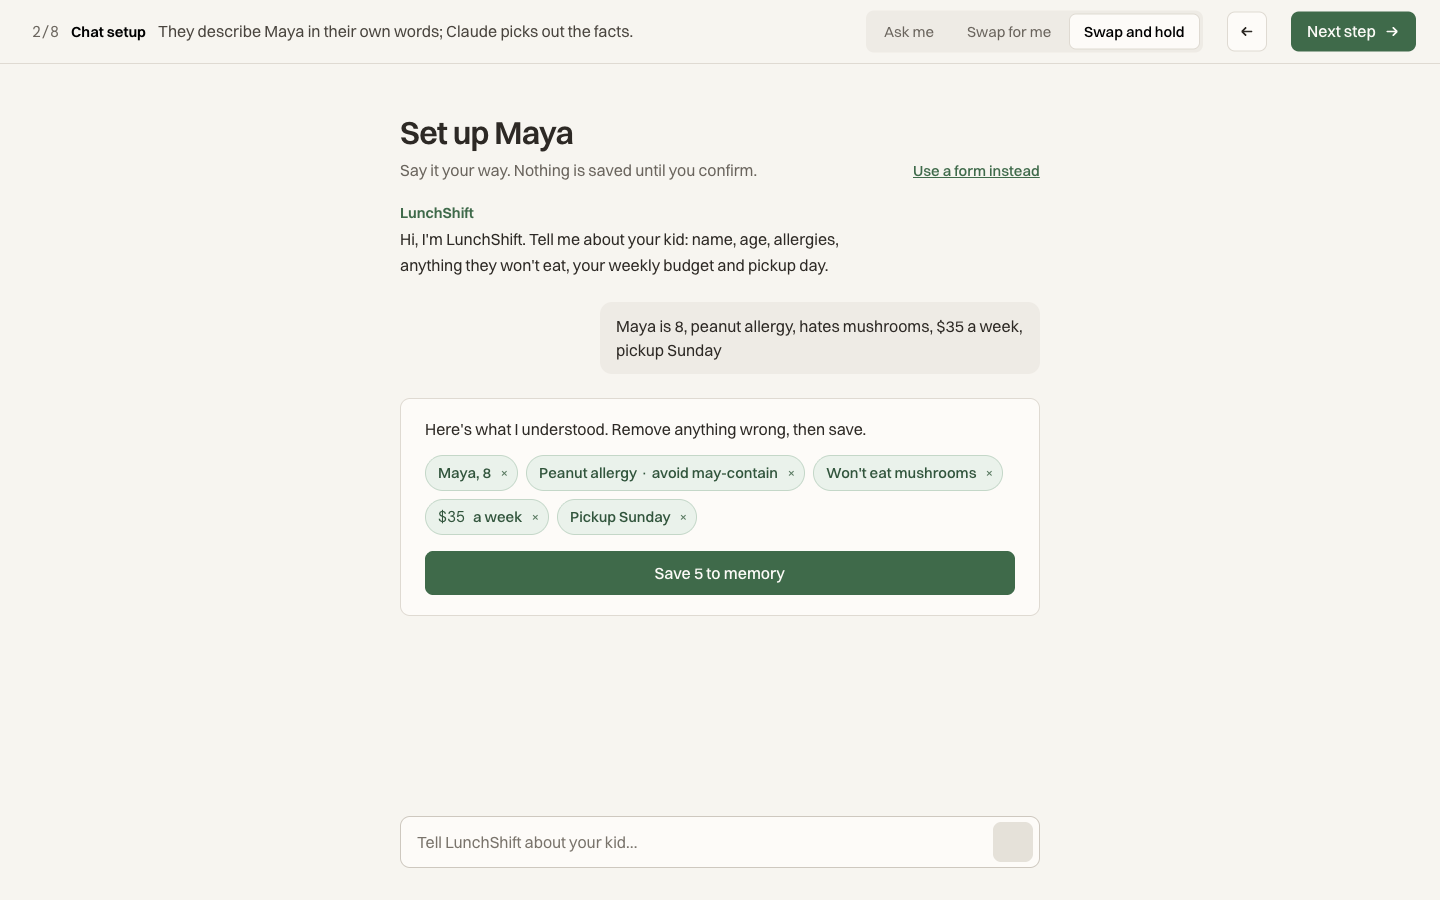 2/8 Chat setup They describe Maya in their own words; Claude picks out the facts.
Ask me Swap for me Swap and hold ← Next step →
Set up Maya
Say it your way. Nothing is saved until you confirm. Use a form instead
LunchShift
Hi, I'm LunchShift. Tell me about your kid: name, age, allergies,
anything they won't eat, your weekly budget and pickup day.
Maya is 8, peanut allergy, hates mushrooms, $35 a week,
pickup Sunday
Here's what I understood. Remove anything wrong, then save.
Maya, 8 × Peanut allergy · avoid may-contain × Won't eat mushrooms ×
$35 a week × Pickup Sunday ×
Save 5 to memory
Tell LunchShift about your kid...